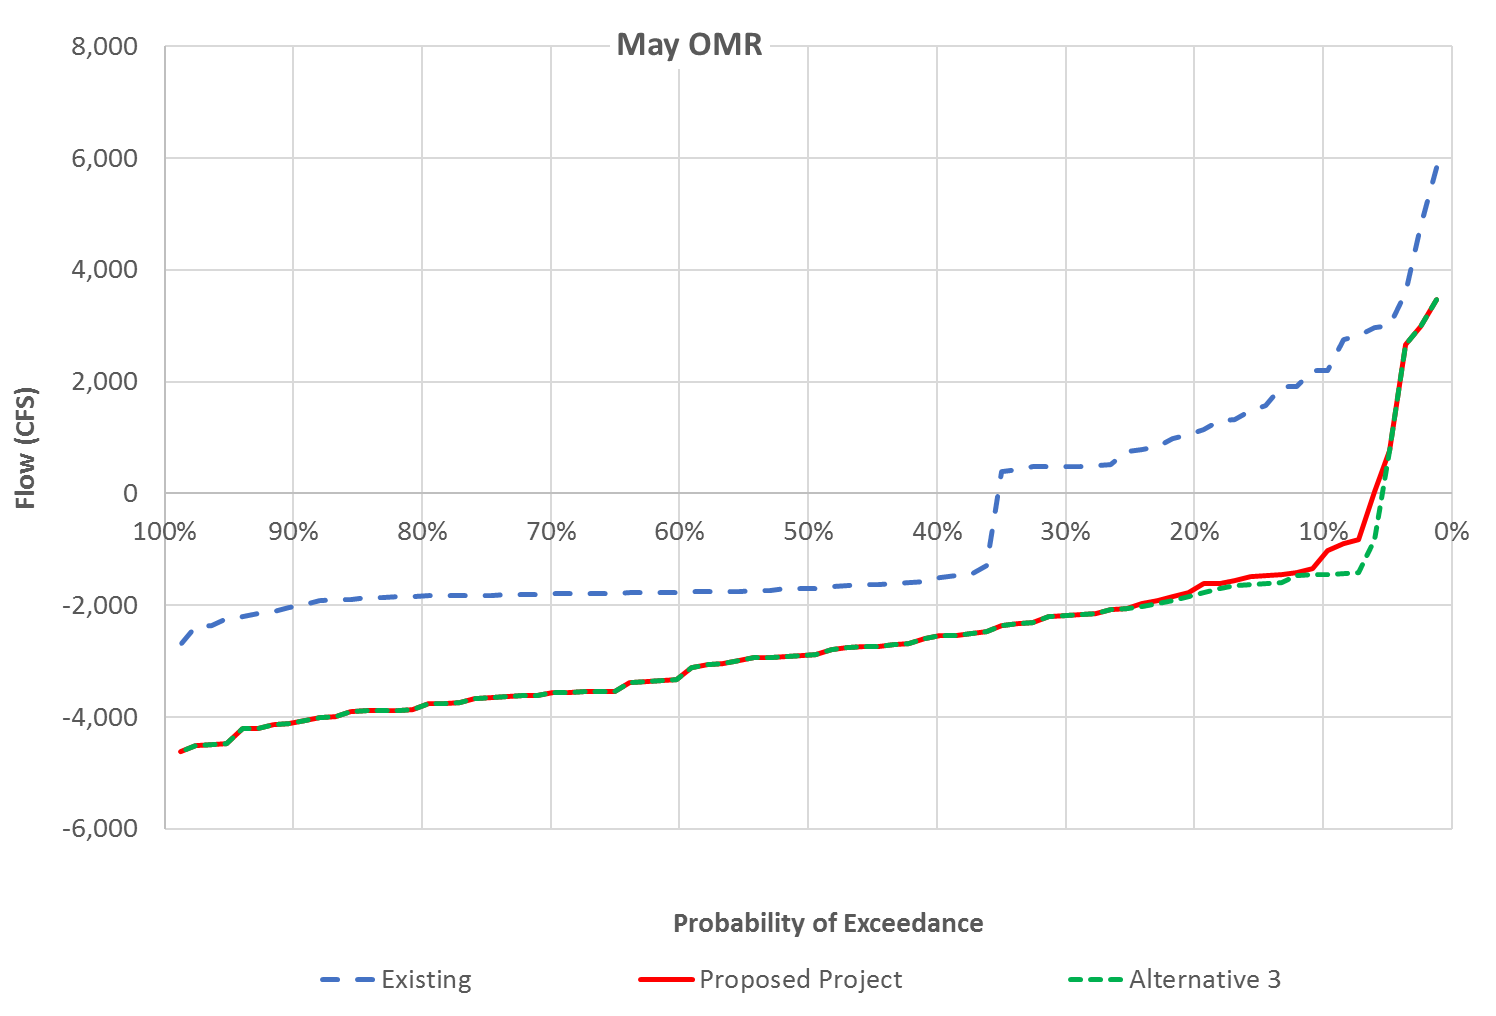 May OMR
8,000
6,000
4,000
2,000
0
-2,000
-4,000
-6,000
100% 90% 80% 70% 60% 50% 40% 30% 20% 10% 0%
Flow (CFS)
Probability of Exceedance
Existing Proposed Project Alternative 3